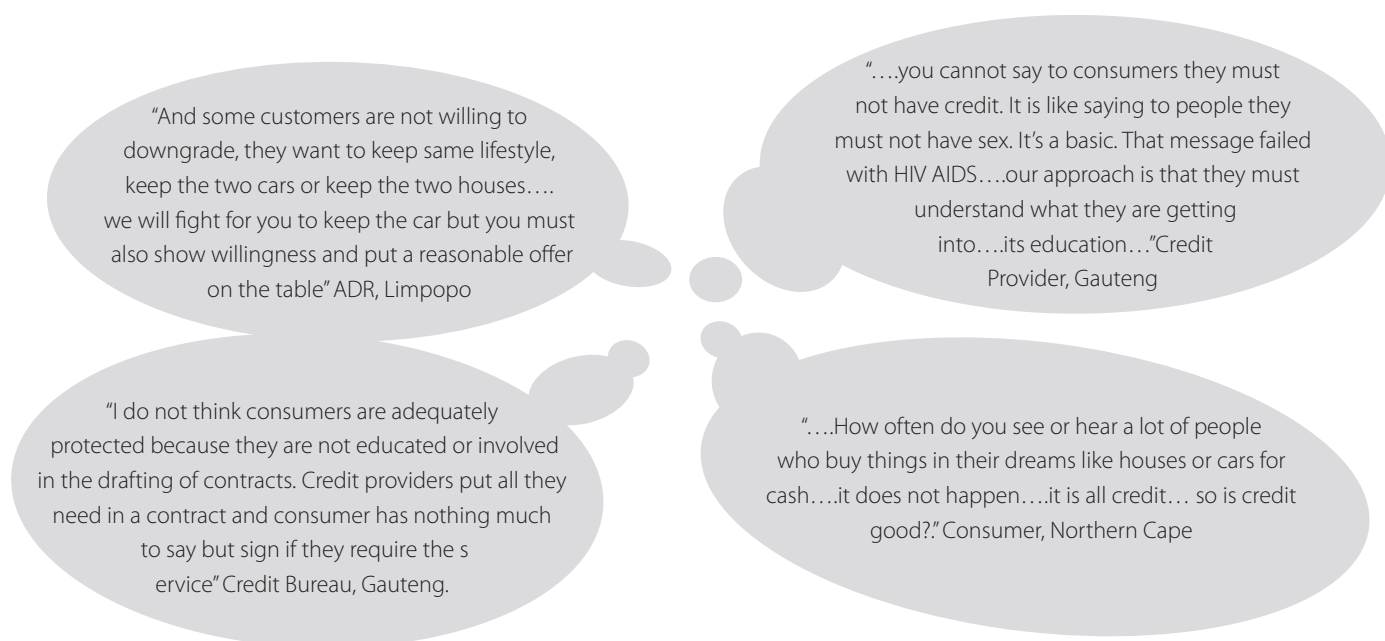 “And some customers are not willing to
downgrade, they want to keep same lifestyle,
keep the two cars or keep the two houses….
we will fight for you to keep the car but you must
also show willingness and put a reasonable offer
on the table” ADR, Limpopo
“….you cannot say to consumers they must
not have credit. It is like saying to people they
must not have sex. It’s a basic. That message failed
with HIV AIDS….our approach is that they must
understand what they are getting
into….its education…”Credit
Provider, Gauteng
“I do not think consumers are adequately
protected because they are not educated or involved
in the drafting of contracts. Credit providers put all they
need in a contract and consumer has nothing much
to say but sign if they require the s
ervice” Credit Bureau, Gauteng.
“….How often do you see or hear a lot of people
who buy things in their dreams like houses or cars for
cash….it does not happen….it is all credit… so is credit
good?.” Consumer, Northern Cape